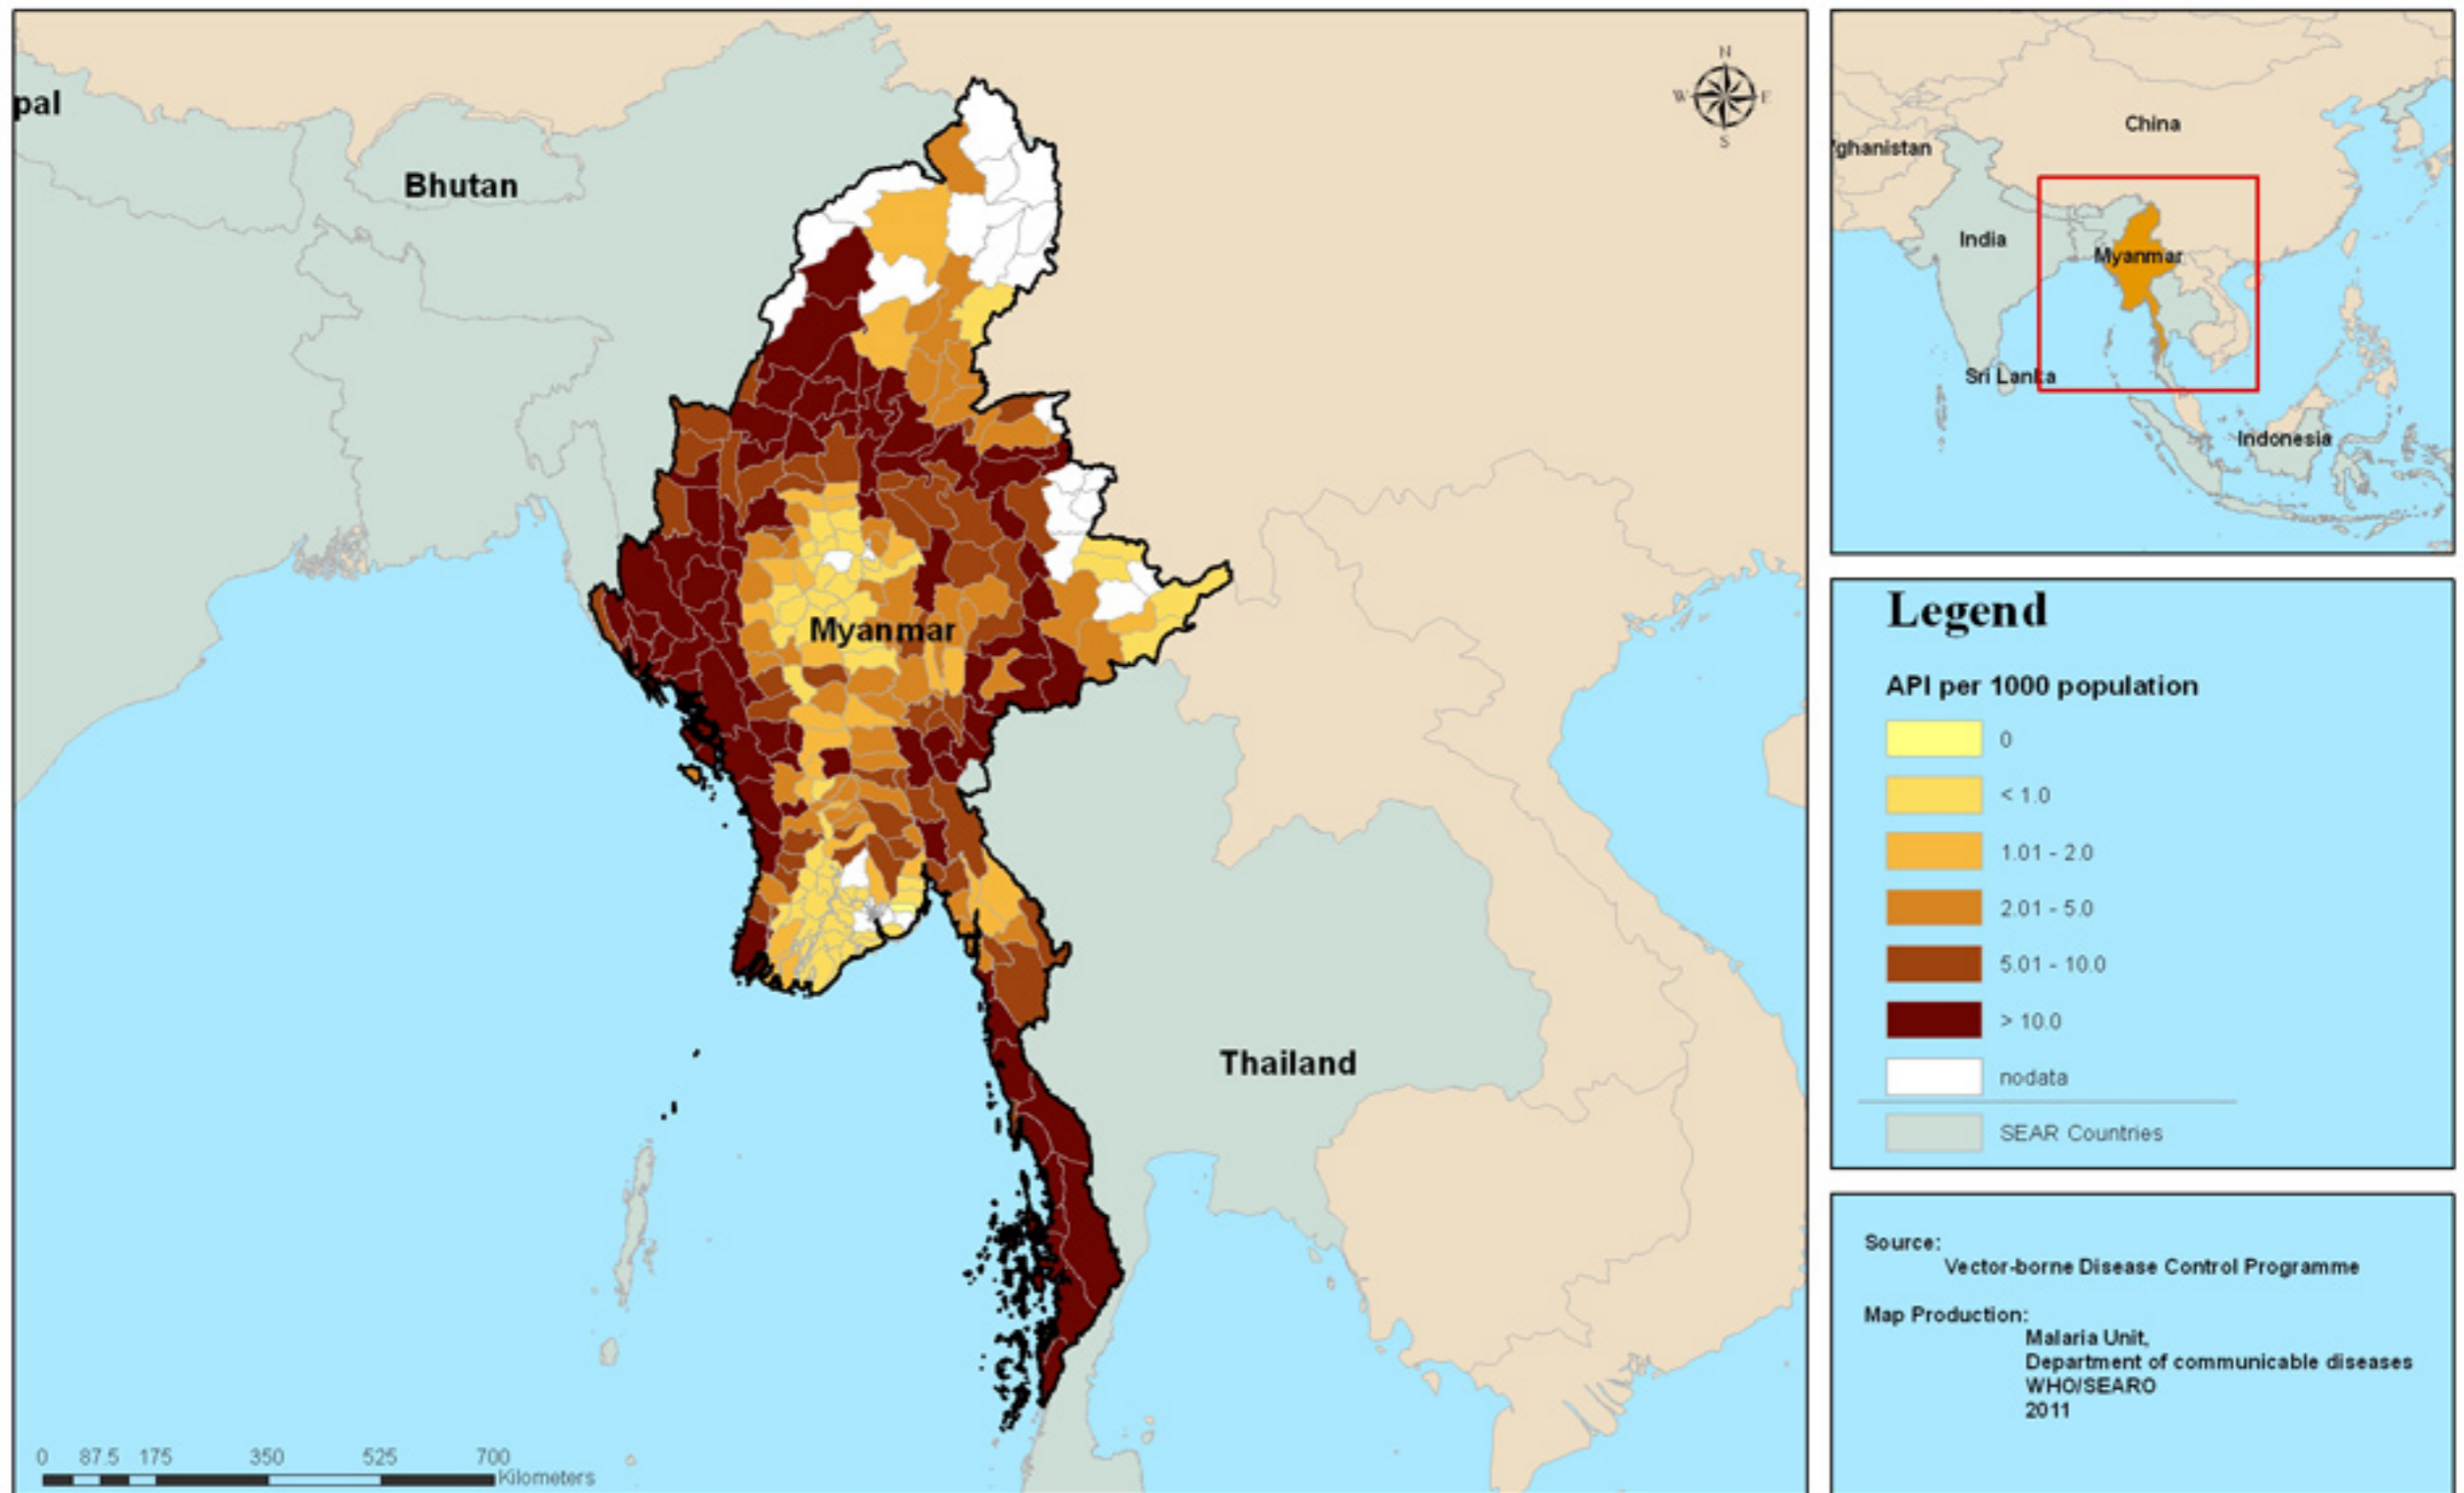 pal
Bhutan
Myanmar
Thailand
N
W
E
S
0 87.5 175 350 525 700
Kilometers
China
fghanistan
India
Myanmar
Sri Lanka
Indonesia
Legend
API per 1000 population
0
< 1.0
1.01 - 2.0
2.01 - 5.0
5.01 - 10.0
> 10.0
nodata
SEAR Countries
Source:
Vector-borne Disease Control Programme
Map Production:
Malaria Unit,
Department of communicable diseases
WHO/SEARO
2011